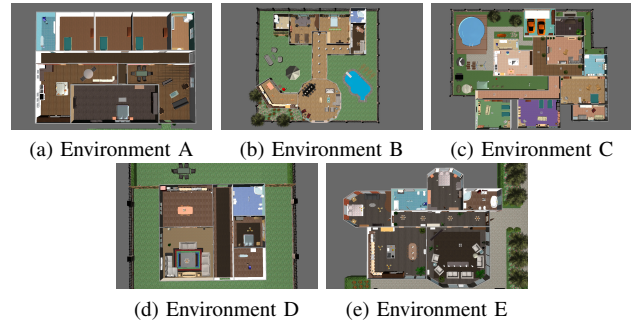 (a) Environment A
(b) Environment B
(c) Environment C
(d) Environment D
(e) Environment E